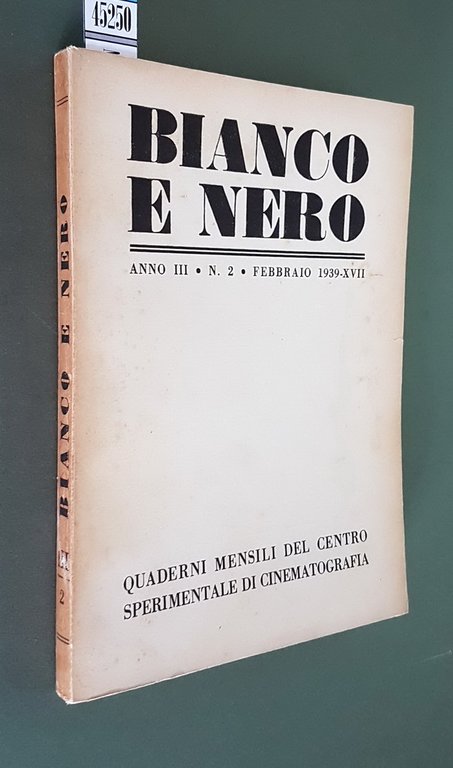 45250
BIANCO
E NERO
ANNO III • N. 2 • FEBBRAIO 1939-XVII
QUADERNI MENSILI DEL CENTRO
SPERIMENTALE DI CINEMATOGRAFIA
BIANCO E NERO
2